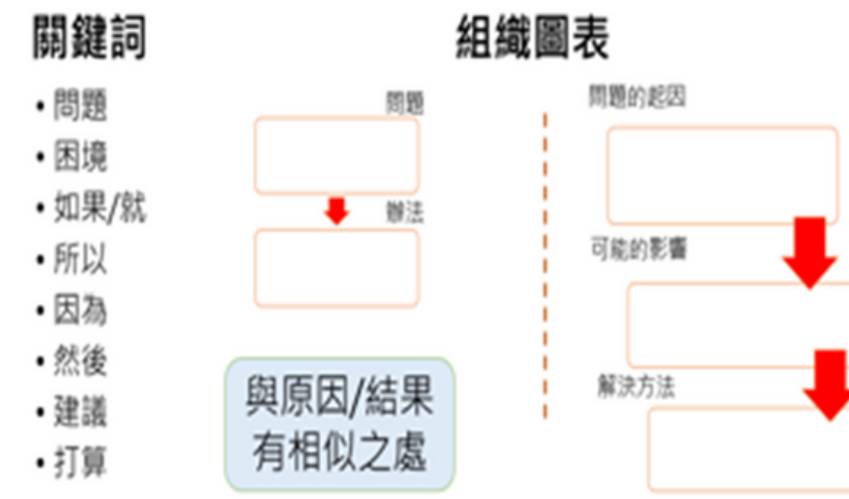 關鍵詞
• 問題
• 困境
• 如果/就
• 所以
• 因為
• 然後
• 建議
• 打算
組織圖表
問題
辦法
與原因/結果
有相似之處
問題的起因
可能的影響
解決方法